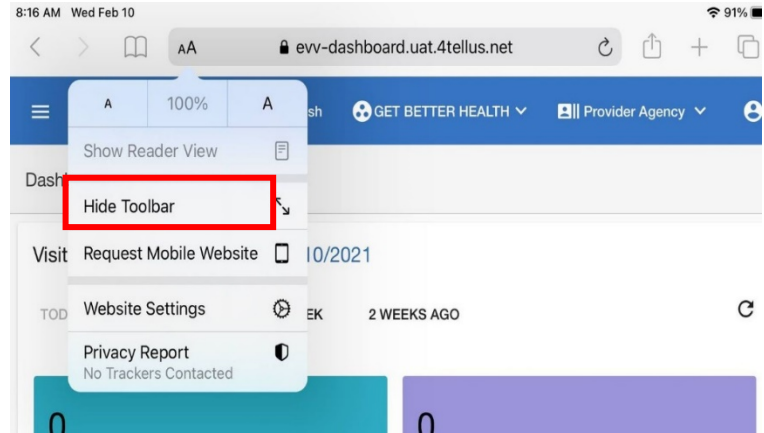 8:16 AM Wed Feb 10 91%
AA evv-dashboard.uat.4tellus.net
A 100% A sh GET BETTER HEALTH Provider Agency
Show Reader View
Dash
Hide Toolbar
Visit Request Mobile Website 10/2021
TOD Website Settings EK 2 WEEKS AGO
Privacy Report
No Trackers Contacted
0 0